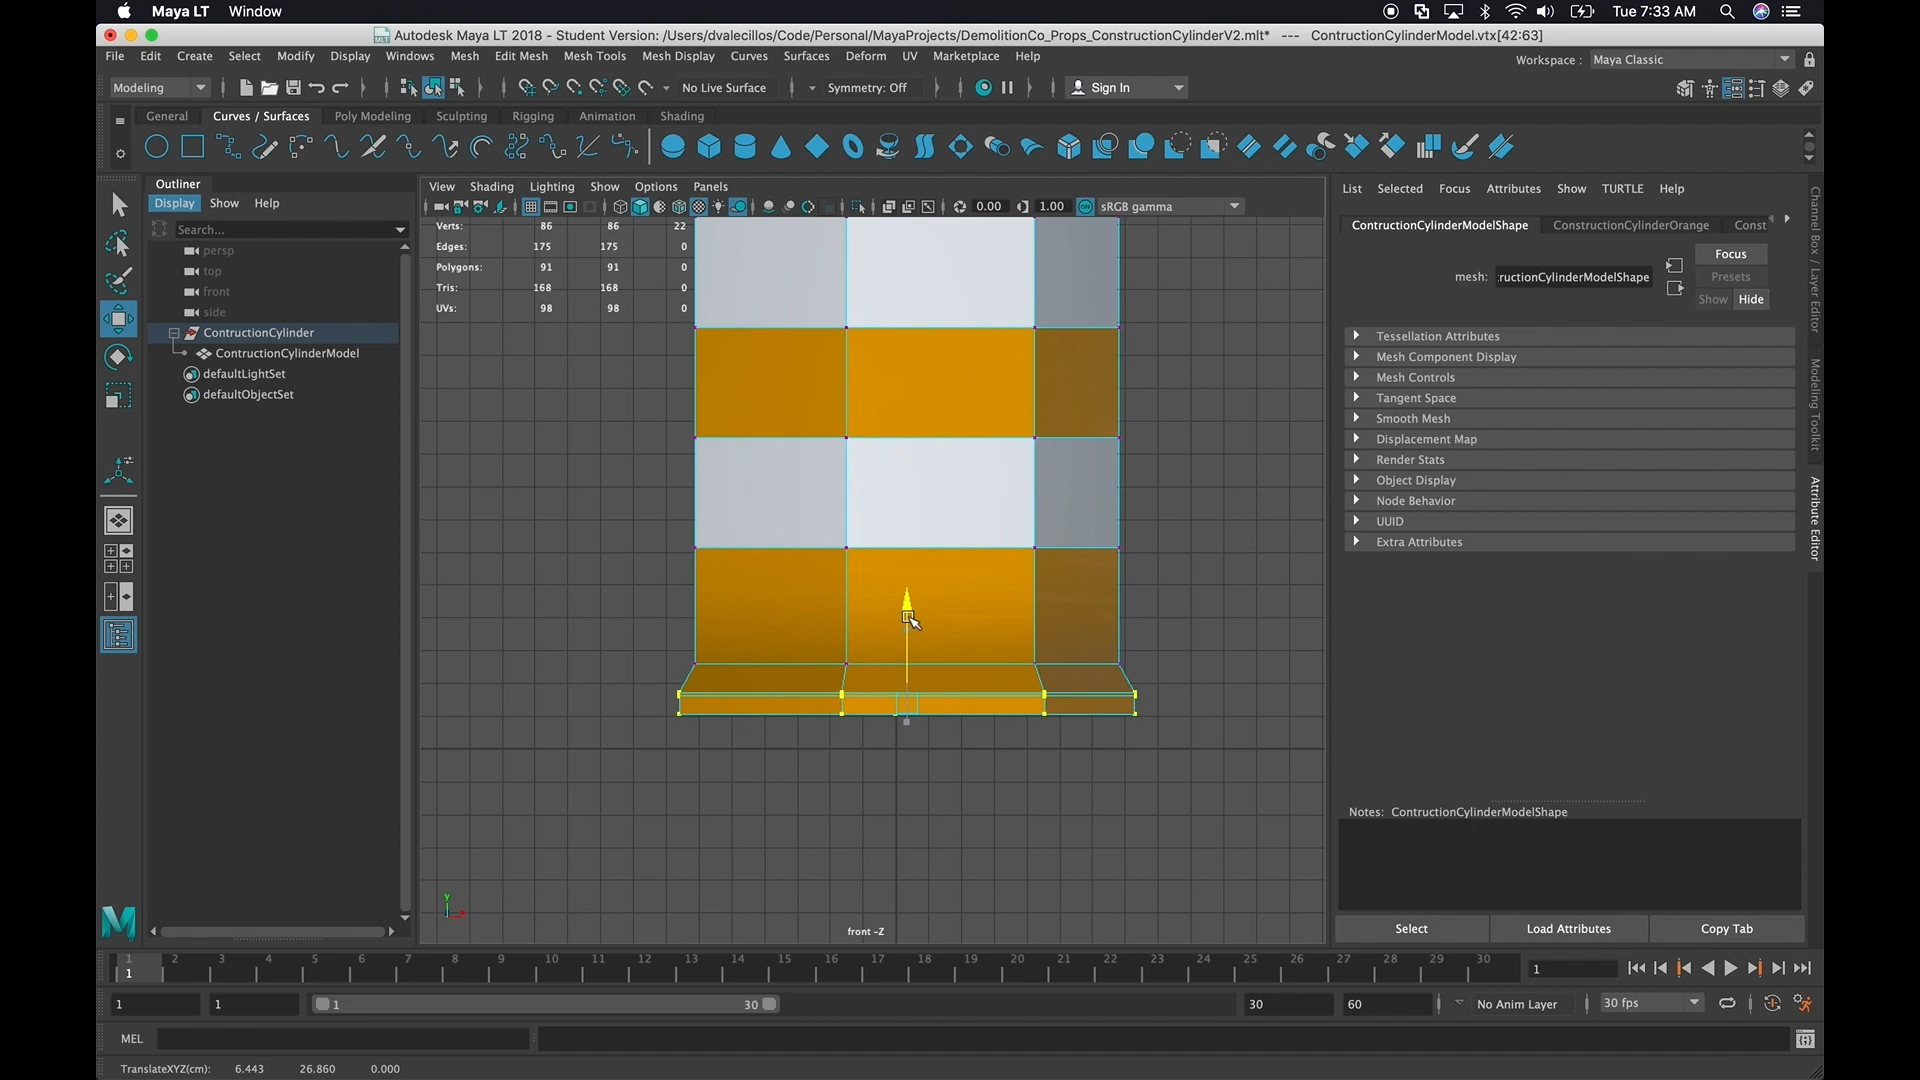 Maya LT Window Tue 7:33 AM
Autodesk Maya LT 2018 - Student Version: /Users/dvalecillos/Code/Personal/MayaProjects/DemolitionCo_Props_ConstructionCylinderV2.mlt* --- ContructionCylinderModel.vtx[42:63]
File Edit Create Select Modify Display Windows Mesh Edit Mesh Mesh Tools Mesh Display Curves Surfaces Deform UV Marketplace Help Workspace : Maya Classic
Modeling No Live Surface Symmetry: Off Sign In
General Curves / Surfaces Poly Modeling Sculpting Rigging Animation Shading
Outliner
Display Show Help
Search...
persp
top
front
side
ContructionCylinder
ContructionCylinderModel
defaultLightSet
defaultObjectSet
View Shading Lighting Show Options Panels
0.00 1.00 ON sRGB gamma
Verts: 86 86 22
Edges: 175 175 0
Polygons: 91 91 0
Tris: 168 168 0
UVs: 98 98 0
y
x
front -Z
List Selected Focus Attributes Show TURTLE Help
ContructionCylinderModelShape ConstructionCylinderOrange Const
mesh: :ructionCylinderModelShape
Focus
Presets
Show Hide
Tessellation Attributes
Mesh Component Display
Mesh Controls
Tangent Space
Smooth Mesh
Displacement Map
Render Stats
Object Display
Node Behavior
UUID
Extra Attributes
Notes: ContructionCylinderModelShape
Select Load Attributes Copy Tab
Channel Box / Layer Editor
Modeling Toolkit
Attribute Editor
1 2 3 4 5 6 7 8 9 10 11 12 13 14 15 16 17 18 19 20 21 22 23 24 25 26 27 28 29 30
1 1
1 1 1 30 30 60 No Anim Layer 30 fps
MEL
TranslateXYZ(cm): 6.443 26.860 0.000